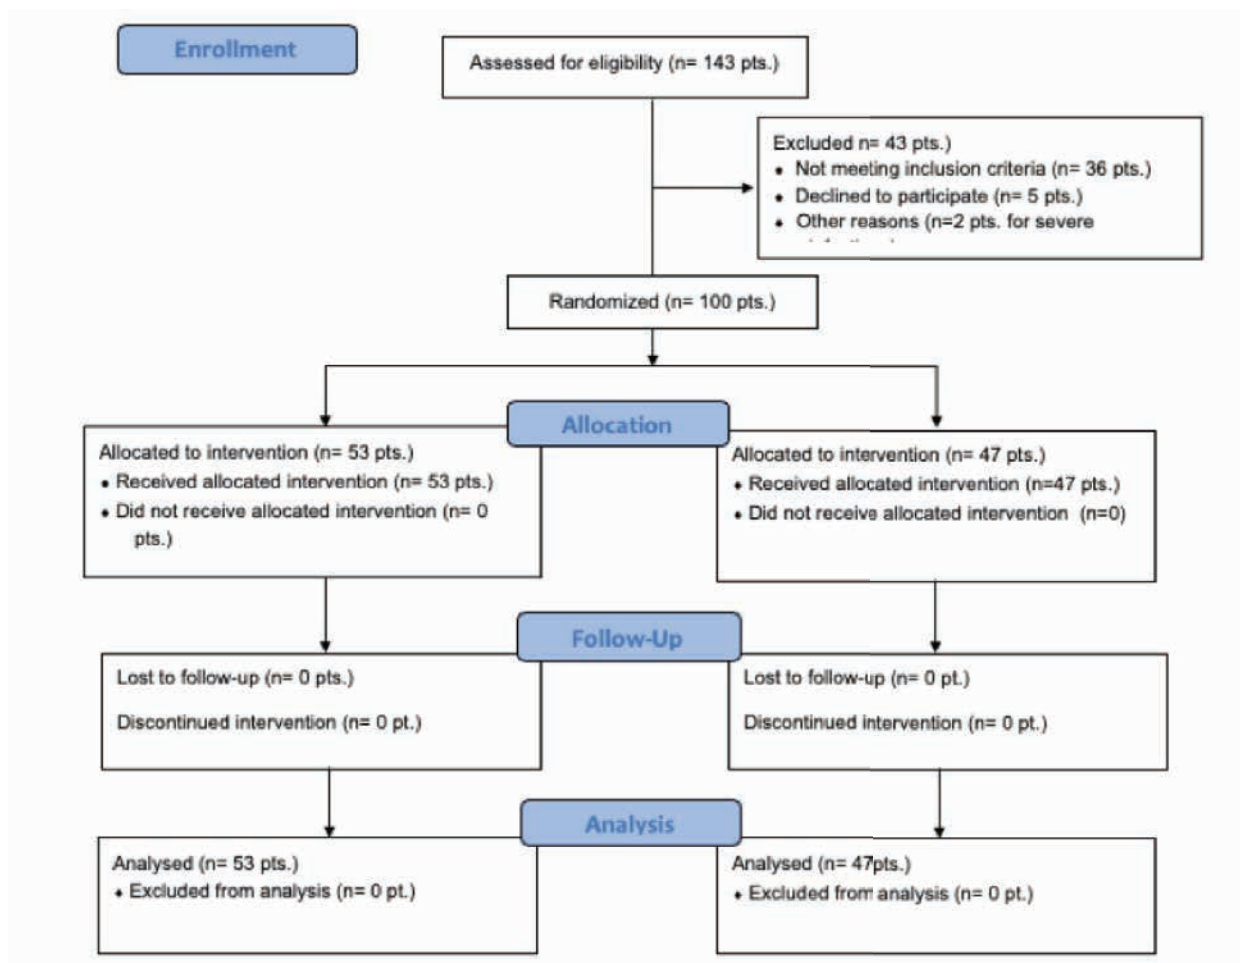 Enrollment
Assessed for eligibility (n= 143 pts.)
Excluded n= 43 pts.)
• Not meeting inclusion criteria (n= 36 pts.)
• Declined to participate (n= 5 pts.)
• Other reasons (n=2 pts. for severe
Randomized (n= 100 pts.)
Allocation
Allocated to intervention (n= 53 pts.)
• Received allocated intervention (n= 53 pts.)
• Did not receive allocated intervention (n= 0
pts.)
Allocated to intervention (n= 47 pts.)
• Received allocated intervention (n=47 pts.)
• Did not receive allocated intervention (n=0)
Follow-Up
Lost to follow-up (n= 0 pts.)
Discontinued intervention (n= 0 pt.)
Lost to follow-up (n= 0 pt.)
Discontinued intervention (n= 0 pt.)
Analysis
Analysed (n= 53 pts.)
• Excluded from analysis (n= 0 pt.)
Analysed (n= 47pts.)
• Excluded from analysis (n= 0 pt.)